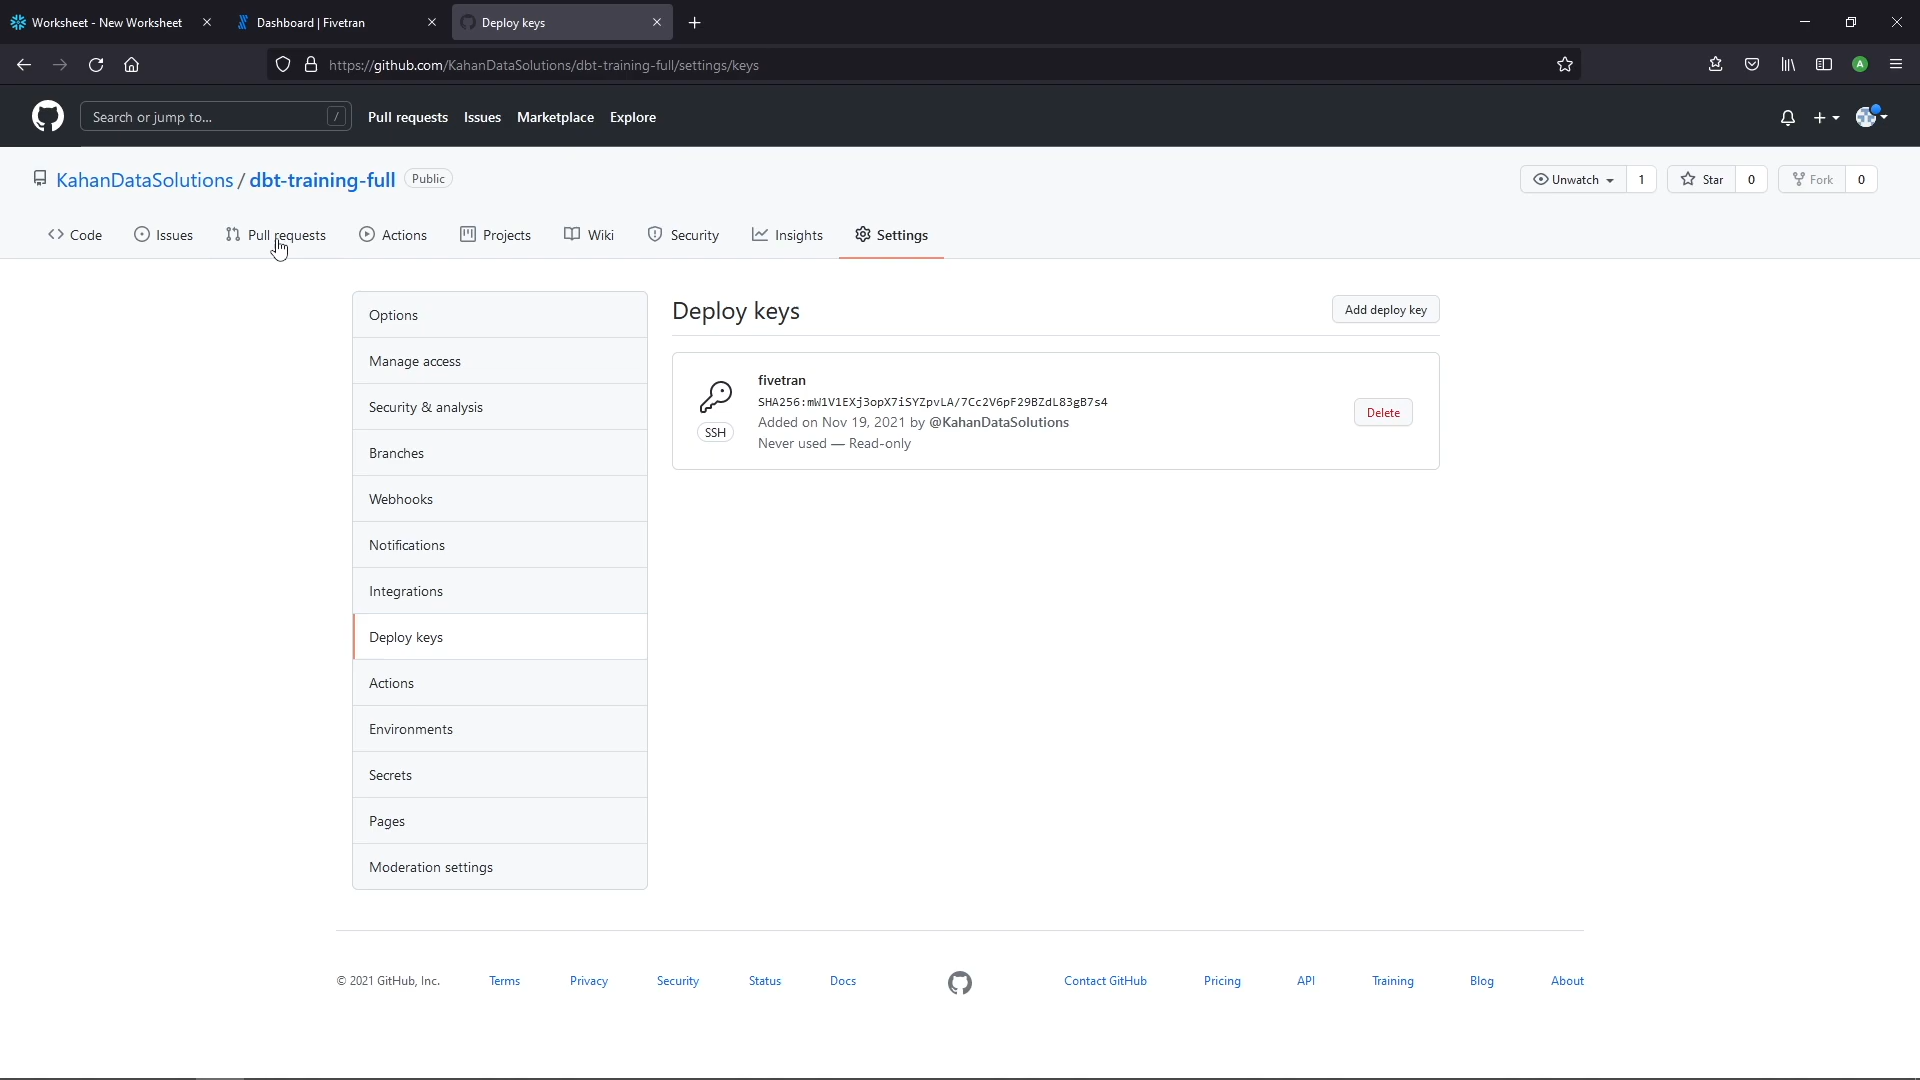 Worksheet - New Worksheet
Dashboard | Fivetran
Deploy keys
https://github.com/KahanDataSolutions/dbt-training-full/settings/keys
A
Search or jump to...
/
Pull requests
Issues
Marketplace
Explore
KahanDataSolutions / dbt-training-full
Public
Unwatch
1
Star
0
Fork
0
Code
Issues
Pull requests
Actions
Projects
Wiki
Security
Insights
Settings
Options
Manage access
Security & analysis
Branches
Webhooks
Notifications
Integrations
Deploy keys
Actions
Environments
Secrets
Pages
Moderation settings
Deploy keys
Add deploy key
SSH
fivetran
SHA256:mW1V1EXj3opX7iSYZpvLA/7Cc2V6pF29BZdL83gB7s4
Added on Nov 19, 2021 by @KahanDataSolutions
Never used — Read-only
Delete
© 2021 GitHub, Inc.
Terms
Privacy
Security
Status
Docs
Contact GitHub
Pricing
API
Training
Blog
About